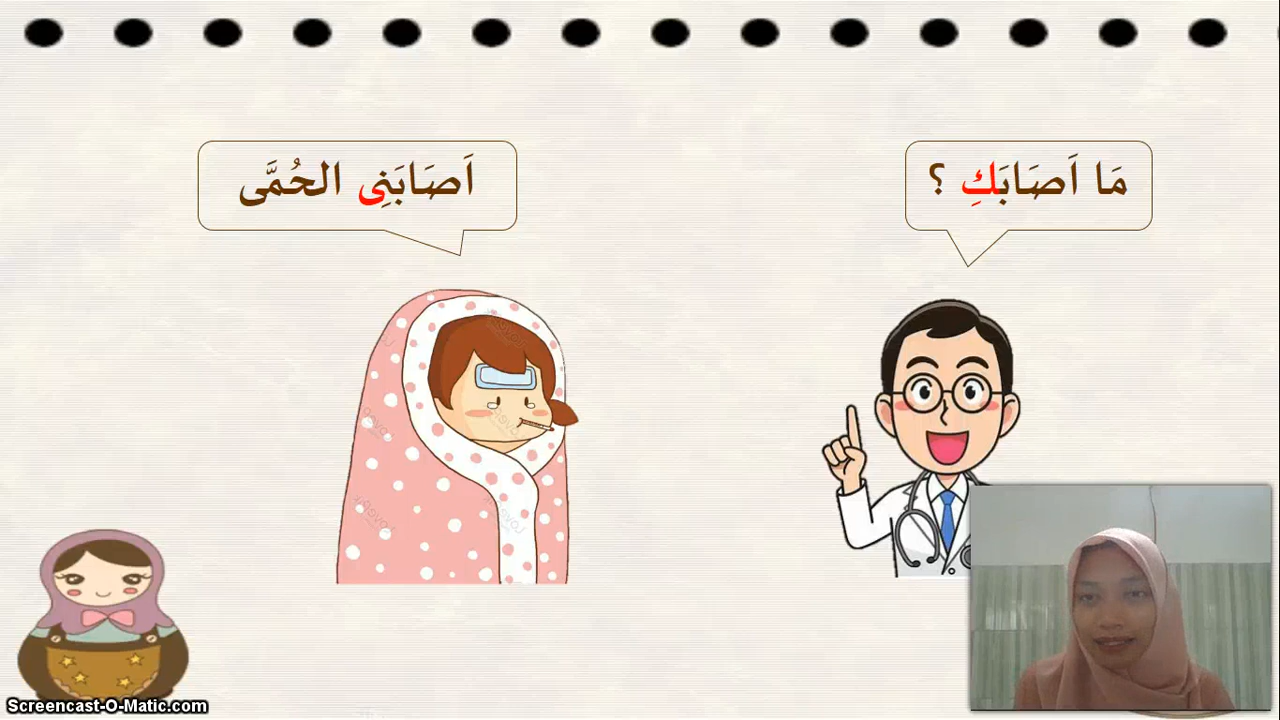 مَا اَصَابَكِ ؟
اَصَابَنِى الحُمَّى
Screencast-O-Matic.com